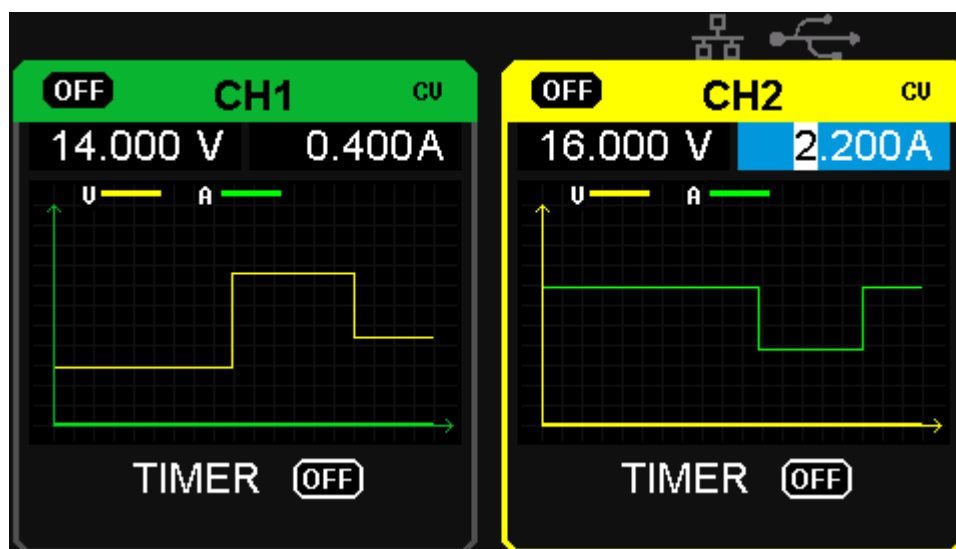 OFF CH1 CV
14.000 V 0.400A
V A
TIMER OFF
OFF CH2 CV
16.000 V 2.200A
V A
TIMER OFF